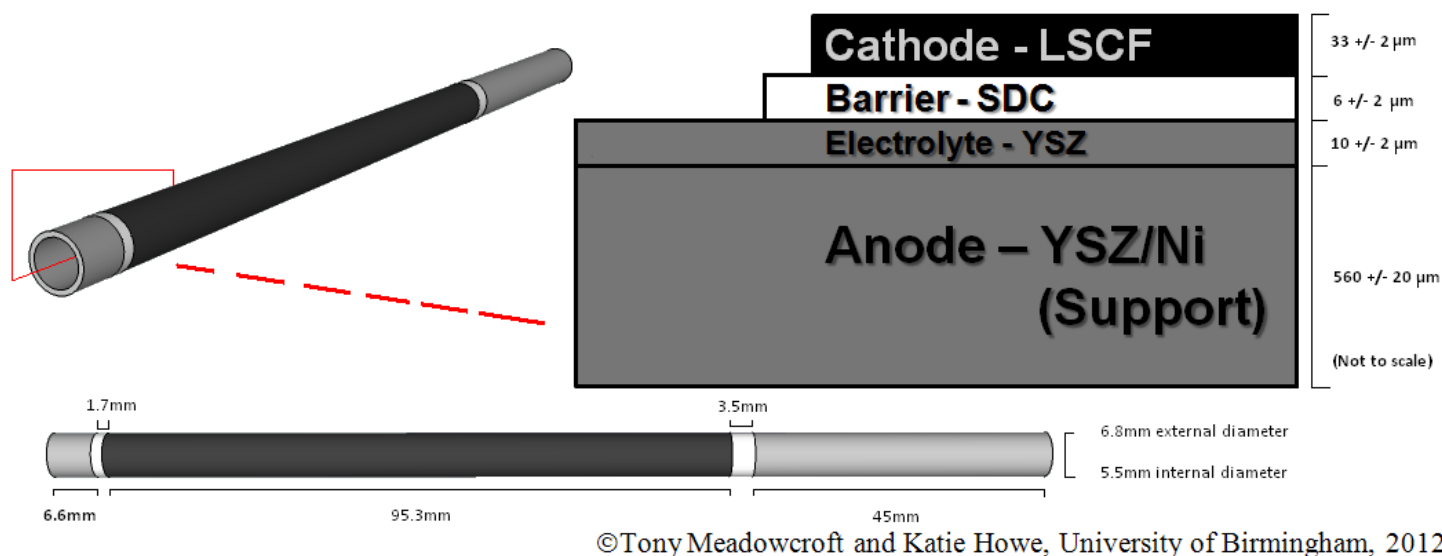 Cathode - LSCF
33 +/- 2 μm
Barrier - SDC
6 +/- 2 μm
Electrolyte - YSZ
10 +/- 2 μm
Anode – YSZ/Ni
(Support)
560 +/- 20 μm
(Not to scale)
1.7mm
3.5mm
6.8mm external diameter
5.5mm internal diameter
6.6mm
95.3mm
45mm
©Tony Meadowcroft and Katie Howe, University of Birmingham, 2012